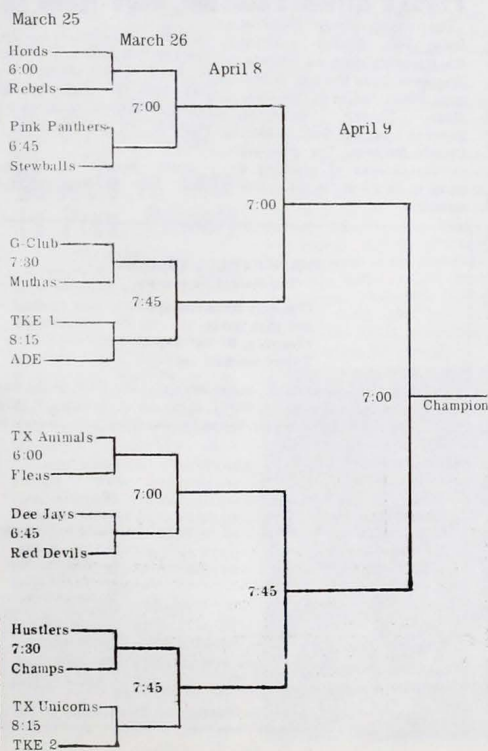 March 25
March 26
April 8
April 9
Hords
6:00
Rebels
7:00
Pink Panthers
6:45
Stewballs
7:00
G-Club
7:30
Muthas
7:45
TKE 1
8:15
ADE
7:00
Champion
TX Animals
6:00
Fleas
7:00
Dee Jays
6:45
Red Devils
7:45
Hustlers
7:30
Champs
7:45
TX Unicorns
8:15
TKE 2